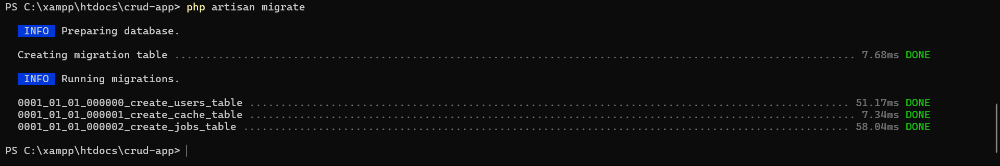 PS C:\xampp\htdocs\crud-app> php artisan migrate
INFO Preparing database.
Creating migration table ............................................................................................................. 7.68ms DONE
INFO Running migrations.
0001_01_01_000000_create_users_table ................................................................................................ 51.17ms DONE
0001_01_01_000001_create_cache_table ................................................................................................. 7.34ms DONE
0001_01_01_000002_create_jobs_table ................................................................................................. 58.04ms DONE
PS C:\xampp\htdocs\crud-app>